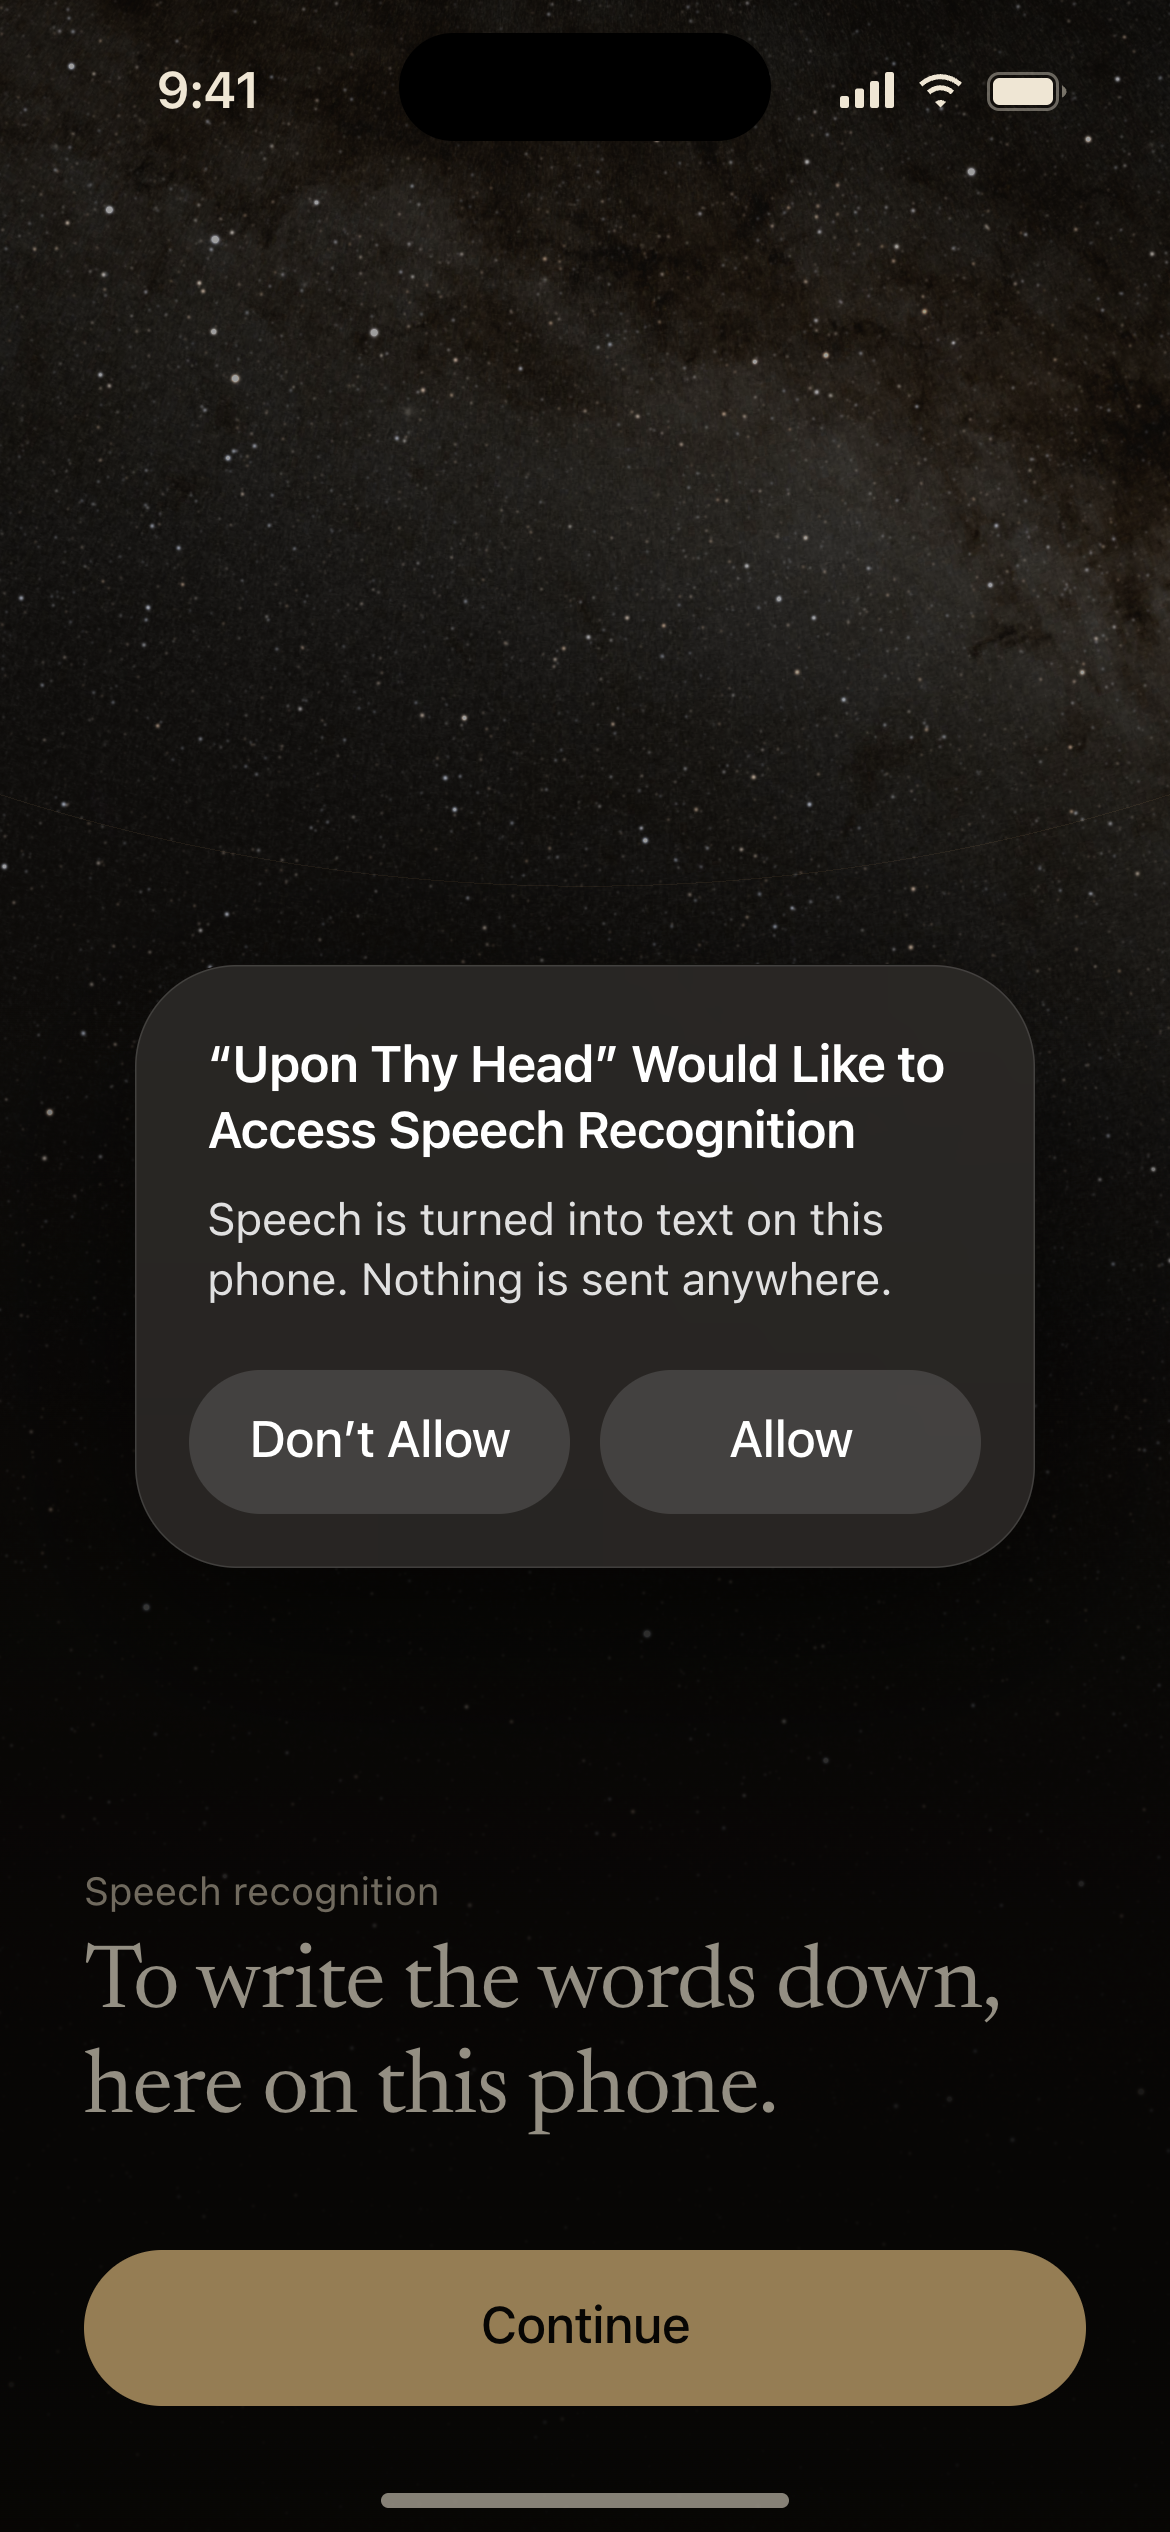 9:41
“Upon Thy Head” Would Like to
Access Speech Recognition
Speech is turned into text on this
phone. Nothing is sent anywhere.
Don’t Allow
Allow
Speech recognition
To write the words down,
here on this phone.
Continue